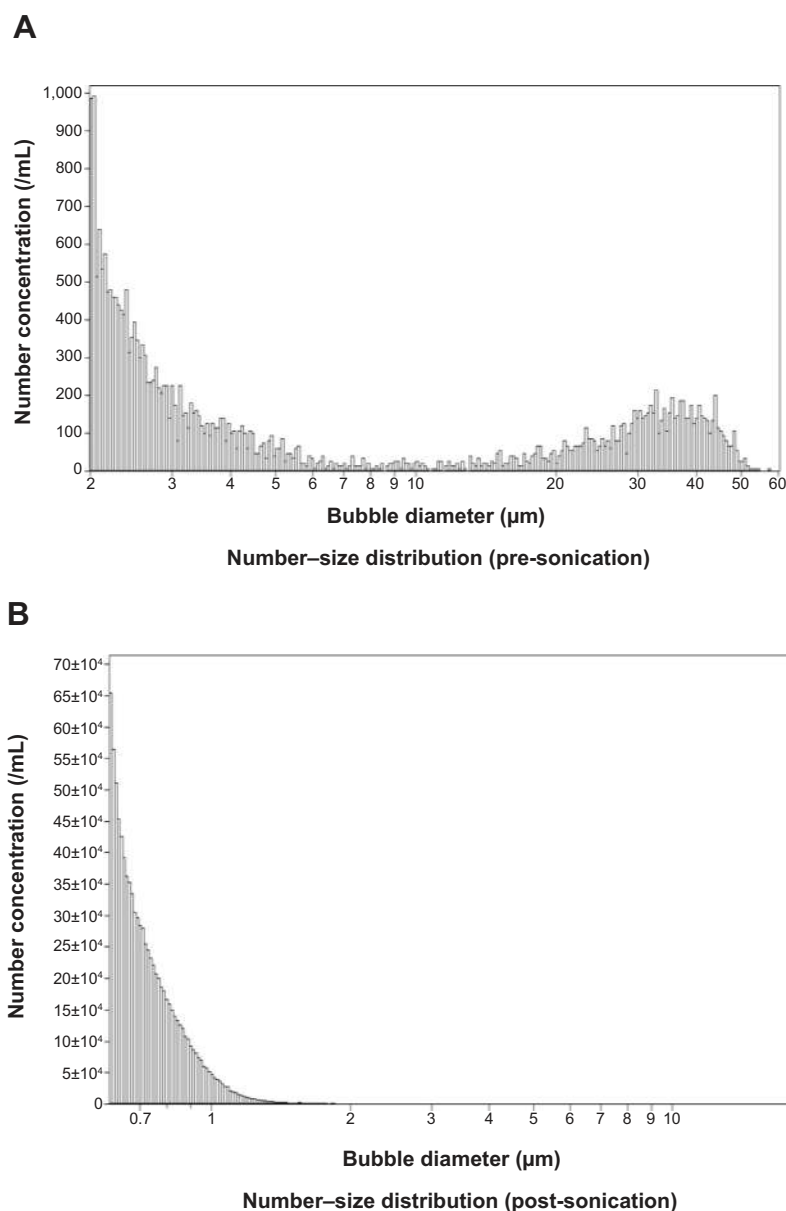 A
1,000
900
800
700
600
500
400
300
200
100
0
Number concentration (/mL)
2 3 4 5 6 7 8 9 10 20 30 40 50 60
Bubble diameter (µm)
Number–size distribution (pre-sonication)
B
70±10⁴
65±10⁴
60±10⁴
55±10⁴
50±10⁴
45±10⁴
40±10⁴
35±10⁴
30±10⁴
25±10⁴
20±10⁴
15±10⁴
10±10⁴
5±10⁴
0
Number concentration (/mL)
0.7 1 2 3 4 5 6 7 8 9 10
Bubble diameter (µm)
Number–size distribution (post-sonication)